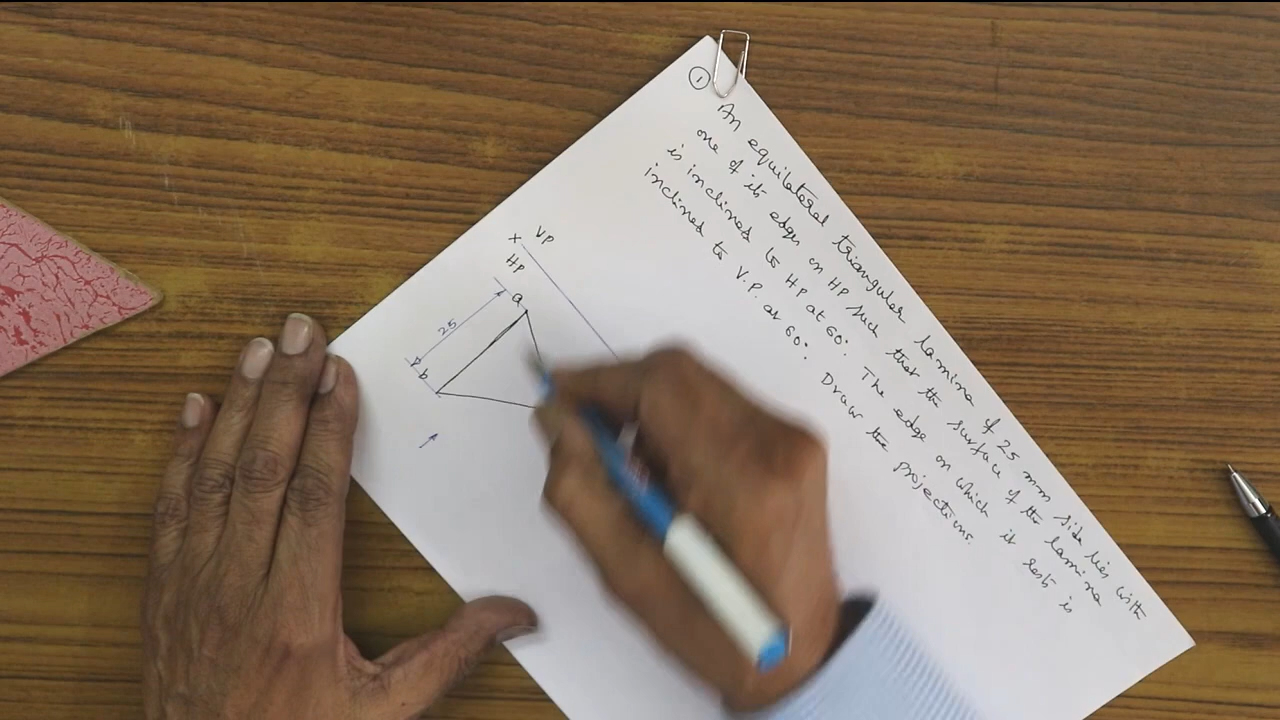 1
An equilateral triangular lamina of 25 mm side lies with
one of its edges on HP such that the surface of the lamina
is inclined to HP at 60°. The edge on which it rests is
inclined to V.P. at 60°. Draw the projections.
X VP
HP
a
25
b